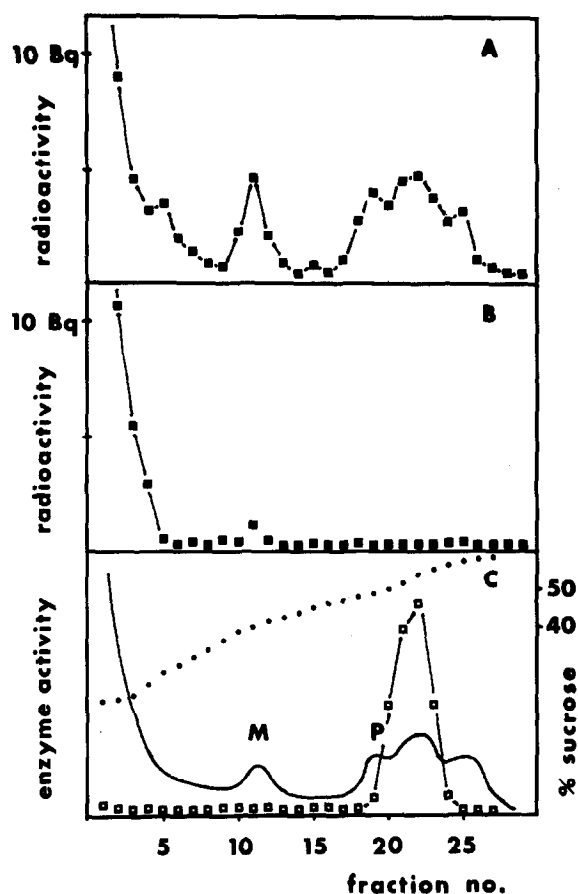 A
10 Bq
radioactivity
B
10 Bq
radioactivity
C
enzyme activity
M
P
50
40
% sucrose
5 10 15 20 25
fraction no.